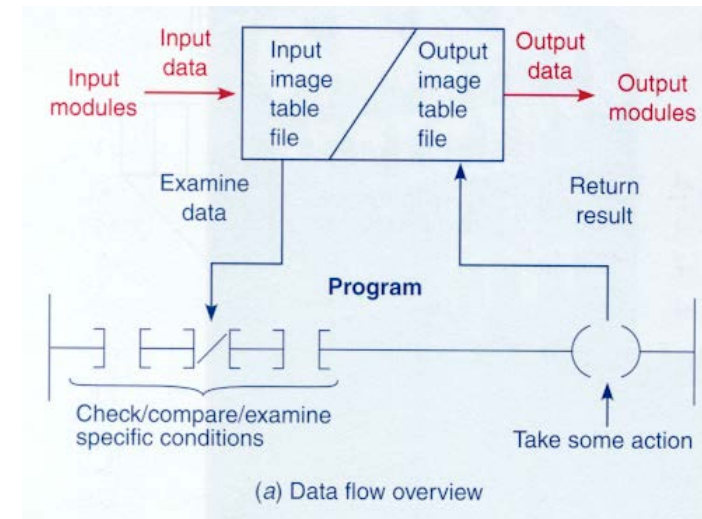 Input
data
Input
modules
Input
image
table
file
Output
image
table
file
Output
data
Output
modules
Examine
data
Return
result
Program
Check/compare/examine
specific conditions
Take some action
(a) Data flow overview